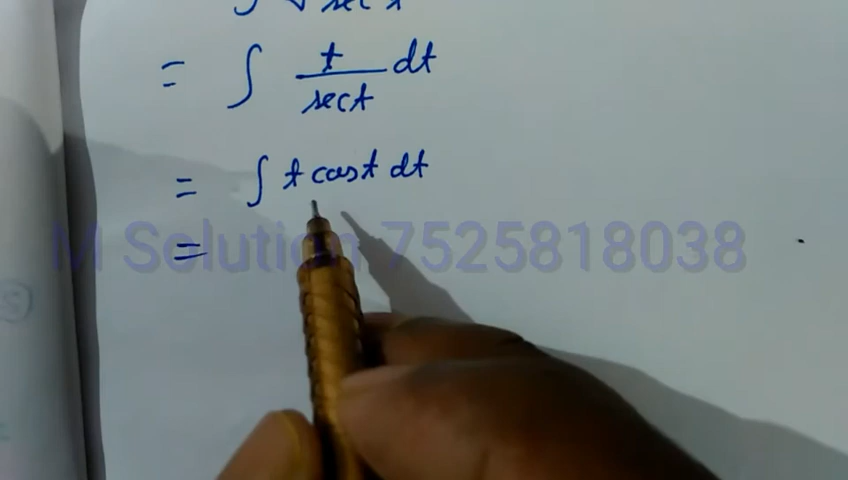 = ∫ t/sect dt
= ∫ t cost dt
M Solution 7525818038
=